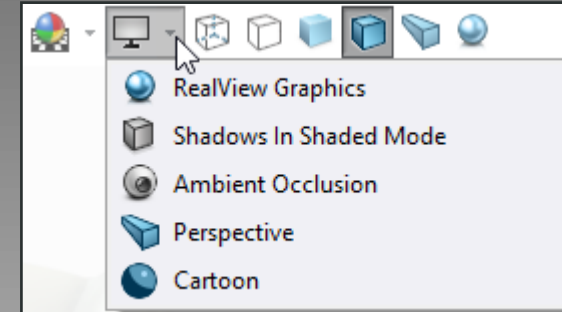 RealView Graphics
Shadows In Shaded Mode
Ambient Occlusion
Perspective
Cartoon